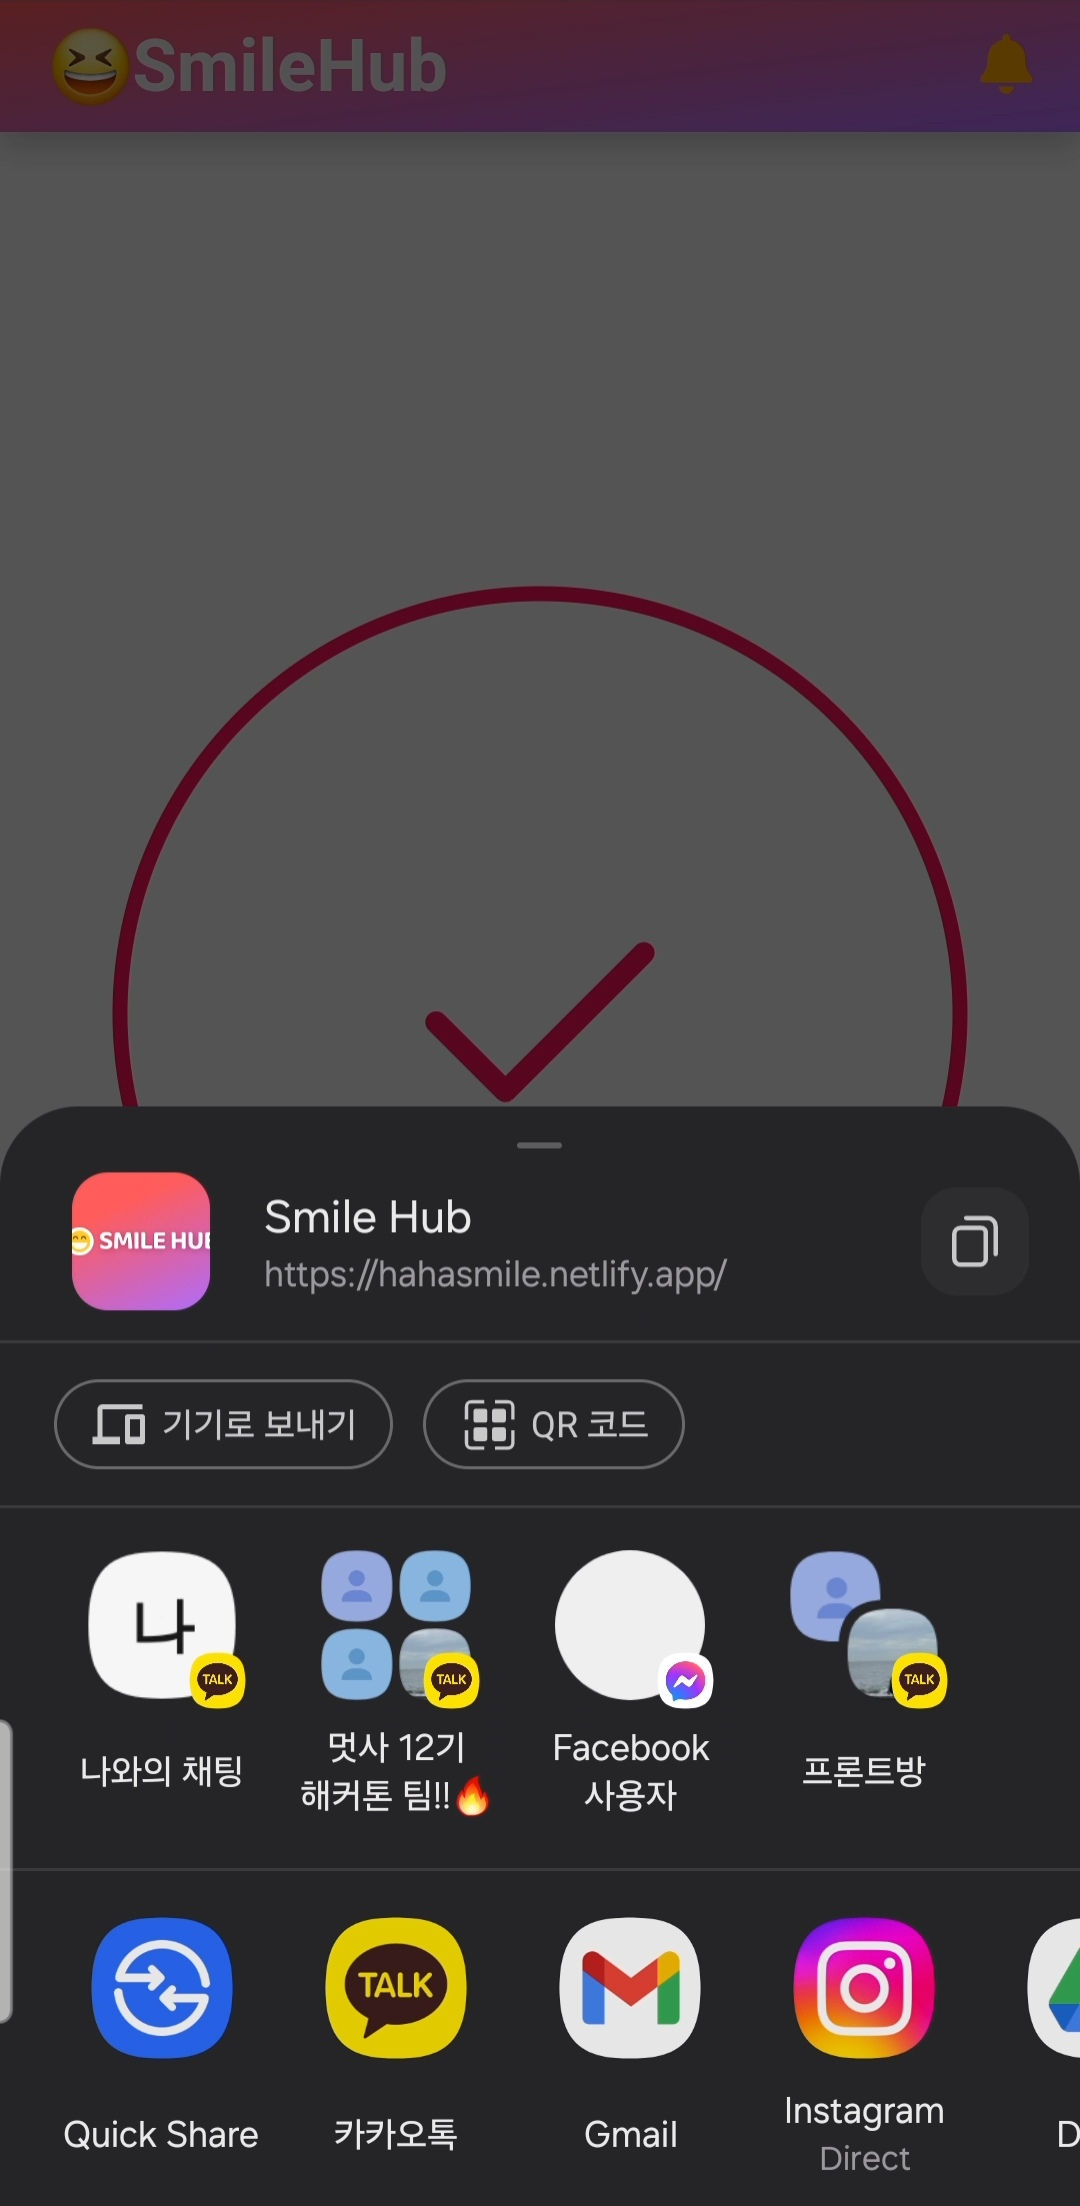 SmileHub
SMILE HUB
Smile Hub
https://hahasmile.netlify.app/
기기로 보내기
QR 코드
나
TALK
TALK
TALK
나와의 채팅
멋사 12기
해커톤 팀!!🔥
Facebook
사용자
프론트방
TALK
Quick Share
카카오톡
Gmail
Instagram
Direct
D